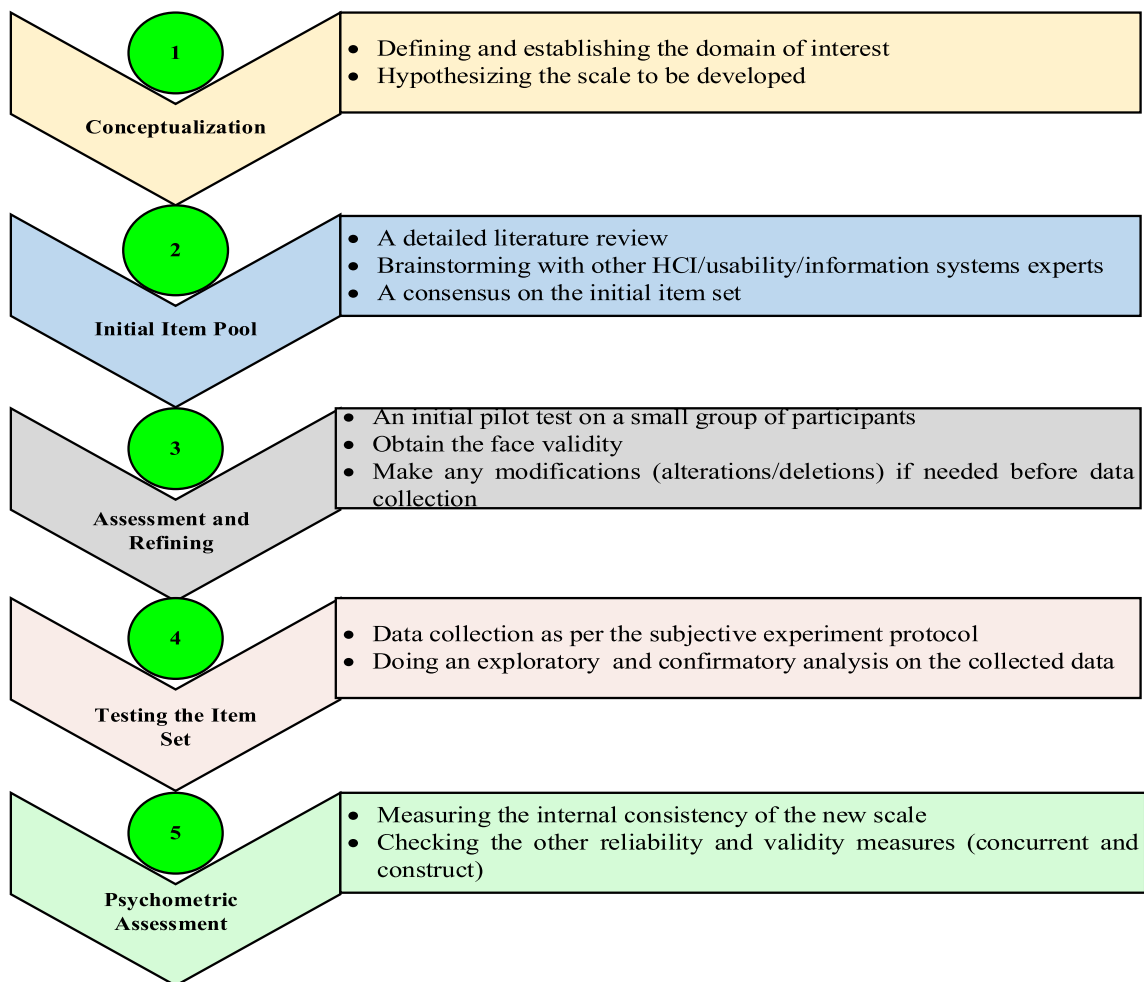 1
Conceptualization
• Defining and establishing the domain of interest
• Hypothesizing the scale to be developed
2
Initial Item Pool
• A detailed literature review
• Brainstorming with other HCI/usability/information systems experts
• A consensus on the initial item set
3
Assessment and
Refining
• An initial pilot test on a small group of participants
• Obtain the face validity
• Make any modifications (alterations/deletions) if needed before data
collection
4
Testing the Item
Set
• Data collection as per the subjective experiment protocol
• Doing an exploratory and confirmatory analysis on the collected data
5
Psychometric
Assessment
• Measuring the internal consistency of the new scale
• Checking the other reliability and validity measures (concurrent and
construct)